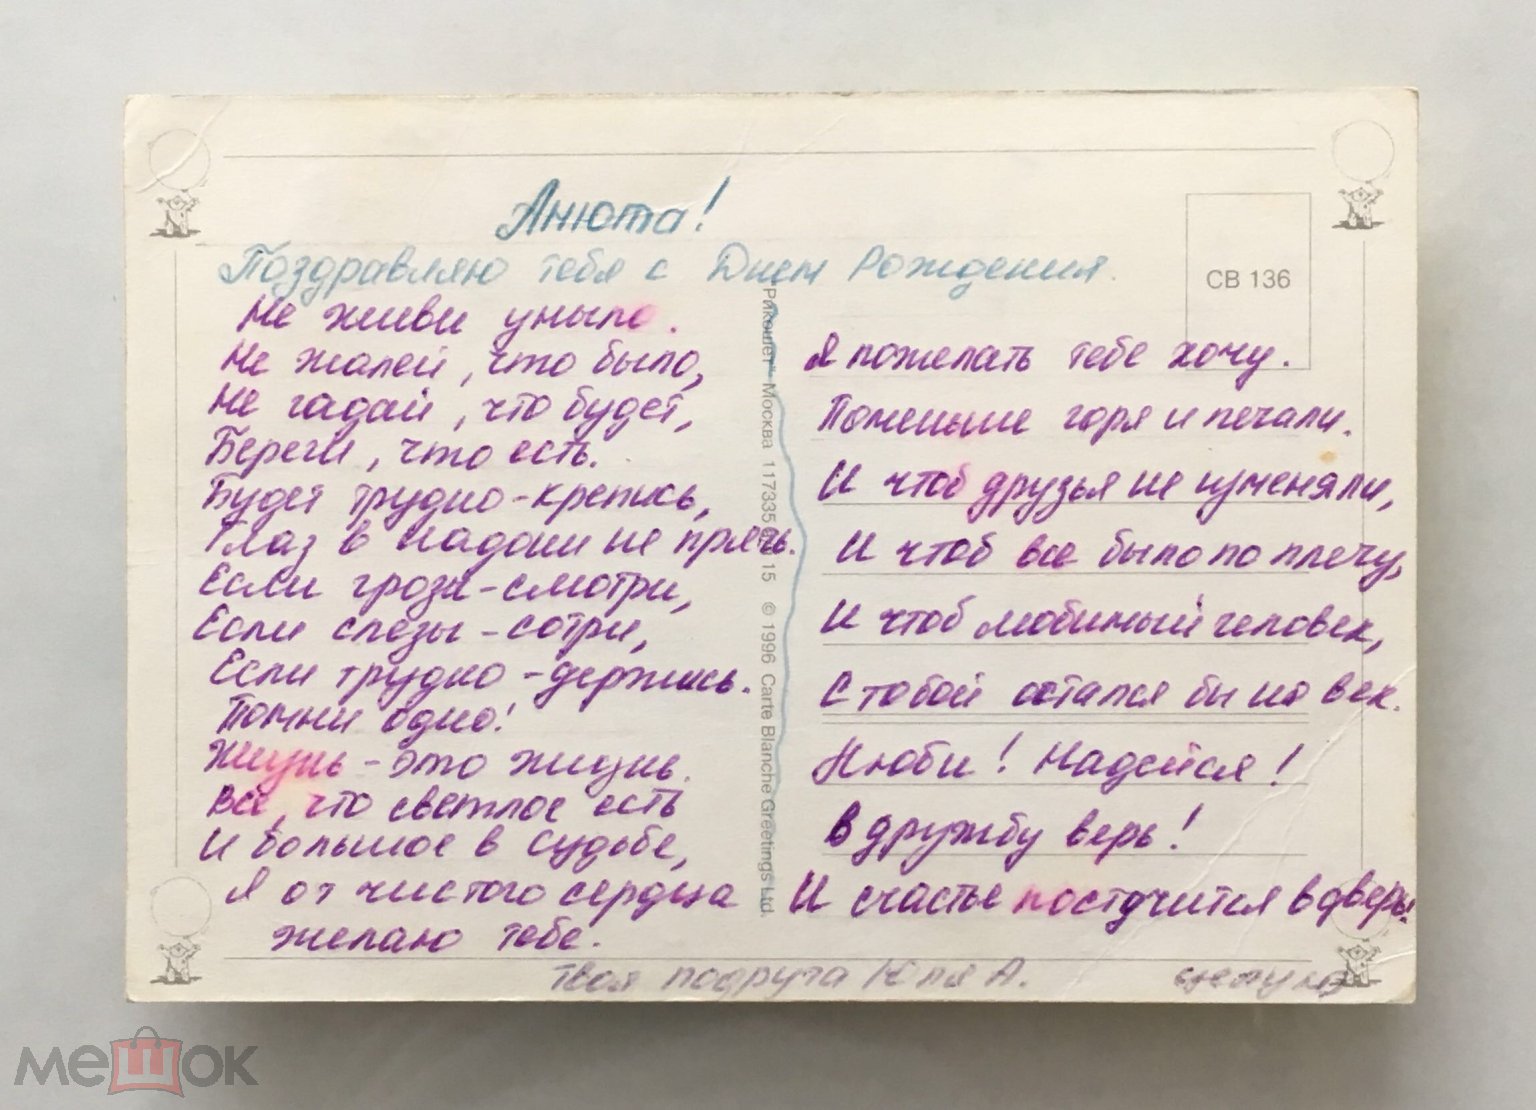 Анюта!
Поздравляю тебя с Днем Рождения.
Не живи уныло.
Не жалей, что было,
Не гадай, что будет,
Береги, что есть.
Будет трудно - крепись,
Глаз в ладони не прячь.
Если гроза - смотри,
Если слезы - сотри,
Если трудно - держись.
Помни одно!
Жизнь - это жизнь.
Все, что светлое есть
И большое в судьбе,
Я от чистого сердца
желаю тебе.
Я пожелать тебе хочу.
Поменьше горя и печали.
И чтоб друзья не изменяли,
И чтоб все было по плечу,
И чтоб любимый человек,
С тобой остался бы на век.
Люби! Надейся!
В дружбу верь!
И счастье постучится в дверь!
Твоя подруга Юля А.
СВ 136
"Рикошет" Москва 117335 15 © 1996 Carte Blanche Greetings Ltd.
мешок